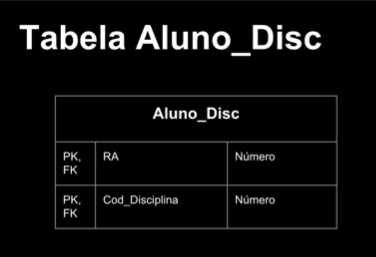 Tabela Aluno_Disc
Aluno_Disc
PK, FK RA Número
PK, FK Cod_Disciplina Número